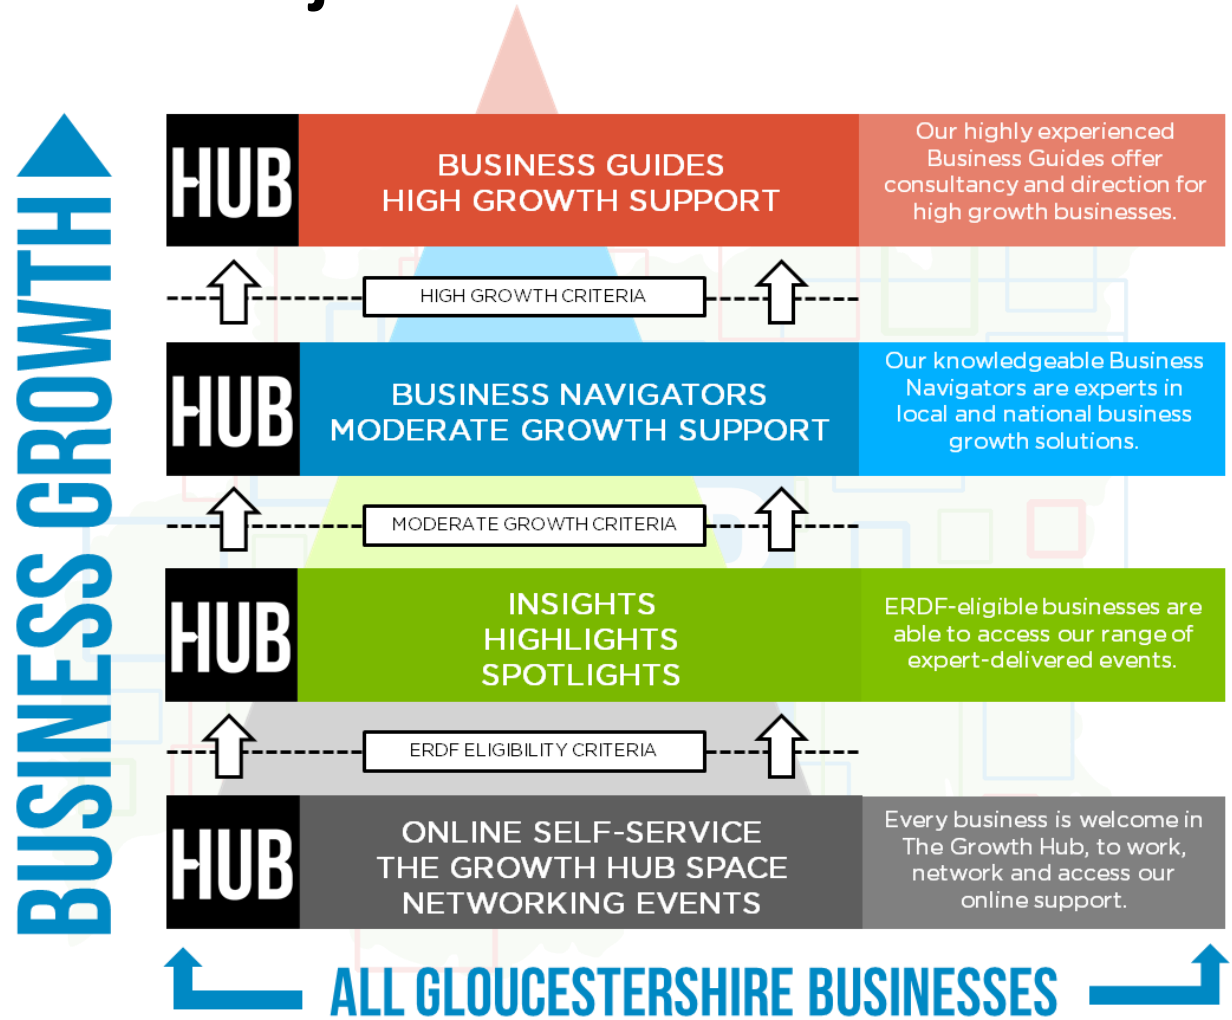 BUSINESS GROWTH
HUB
BUSINESS GUIDES
HIGH GROWTH SUPPORT
Our highly experienced
Business Guides offer
consultancy and direction for
high growth businesses.
HIGH GROWTH CRITERIA
HUB
BUSINESS NAVIGATORS
MODERATE GROWTH SUPPORT
Our knowledgeable Business
Navigators are experts in
local and national business
growth solutions.
MODERATE GROWTH CRITERIA
HUB
INSIGHTS
HIGHLIGHTS
SPOTLIGHTS
ERDF-eligible businesses are
able to access our range of
expert-delivered events.
ERDF ELIGIBILITY CRITERIA
HUB
ONLINE SELF-SERVICE
THE GROWTH HUB SPACE
NETWORKING EVENTS
Every business is welcome in
The Growth Hub, to work,
network and access our
online support.
ALL GLOUCESTERSHIRE BUSINESSES